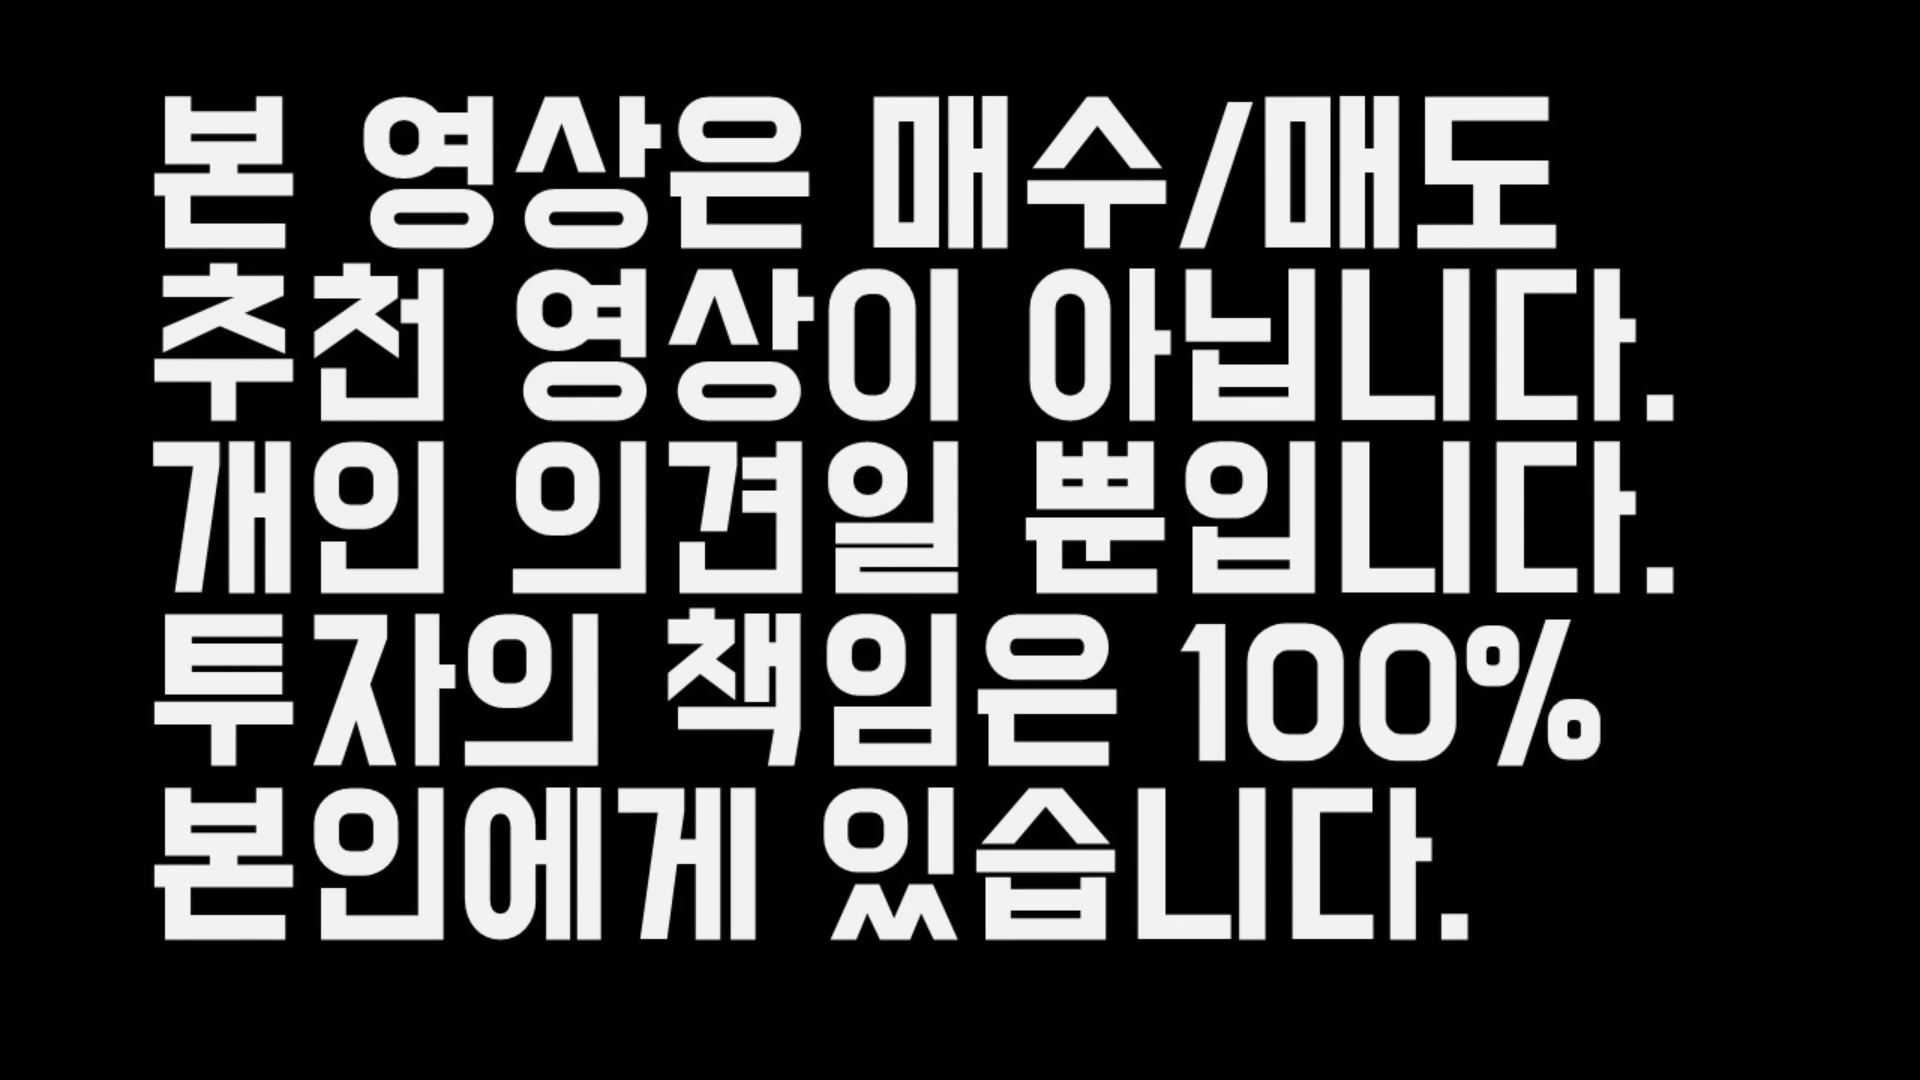 본 영상은 매수/매도
추천 영상이 아닙니다.
개인 의견일 뿐입니다.
투자의 책임은 100%
본인에게 있습니다.